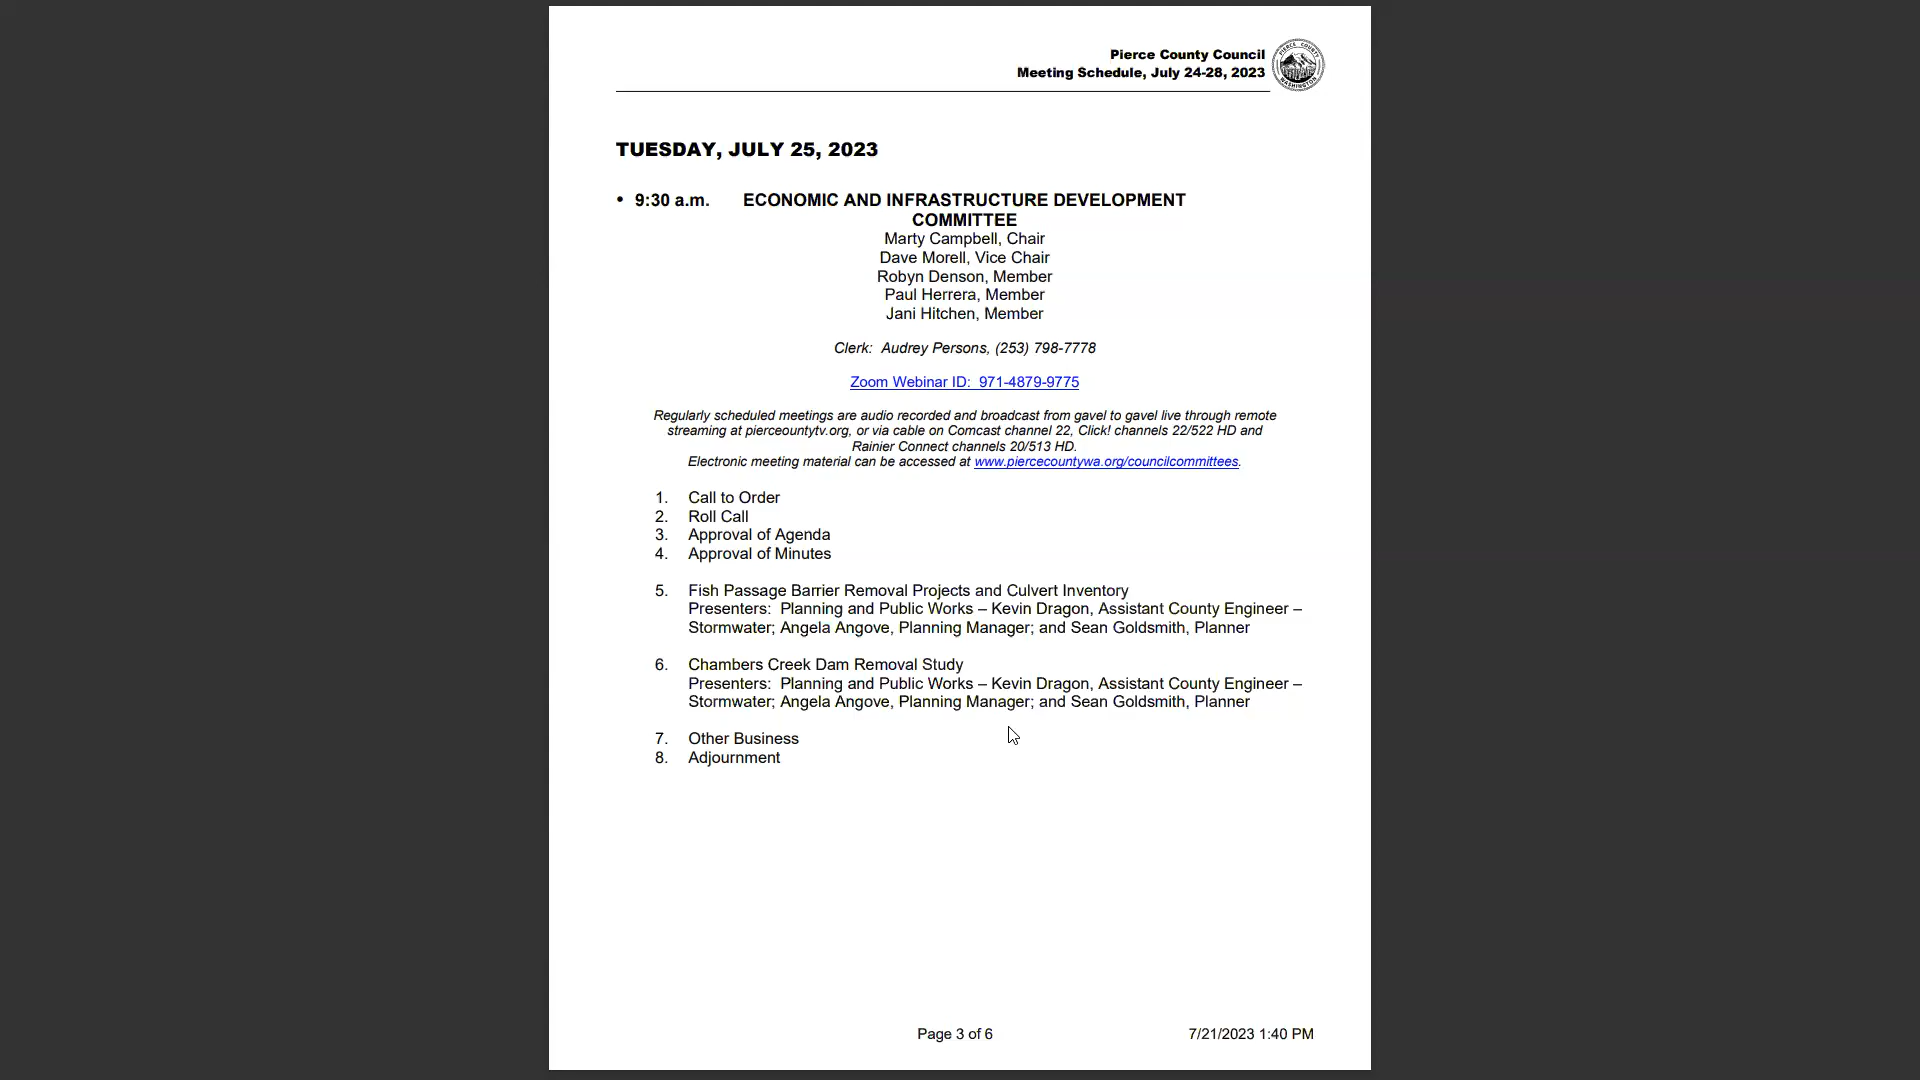 Pierce County Council
Meeting Schedule, July 24-28, 2023
PIERCE COUNTY
WASHINGTON
TUESDAY, JULY 25, 2023
• 9:30 a.m. ECONOMIC AND INFRASTRUCTURE DEVELOPMENT
COMMITTEE
Marty Campbell, Chair
Dave Morell, Vice Chair
Robyn Denson, Member
Paul Herrera, Member
Jani Hitchen, Member
Clerk: Audrey Persons, (253) 798-7778
Zoom Webinar ID: 971-4879-9775
Regularly scheduled meetings are audio recorded and broadcast from gavel to gavel live through remote
streaming at pierceountytv.org, or via cable on Comcast channel 22, Click! channels 22/522 HD and
Rainier Connect channels 20/513 HD.
Electronic meeting material can be accessed at www.piercecountywa.org/councilcommittees.
1. Call to Order
2. Roll Call
3. Approval of Agenda
4. Approval of Minutes
5. Fish Passage Barrier Removal Projects and Culvert Inventory
Presenters: Planning and Public Works – Kevin Dragon, Assistant County Engineer –
Stormwater; Angela Angove, Planning Manager; and Sean Goldsmith, Planner
6. Chambers Creek Dam Removal Study
Presenters: Planning and Public Works – Kevin Dragon, Assistant County Engineer –
Stormwater; Angela Angove, Planning Manager; and Sean Goldsmith, Planner
7. Other Business
8. Adjournment
Page 3 of 6 7/21/2023 1:40 PM